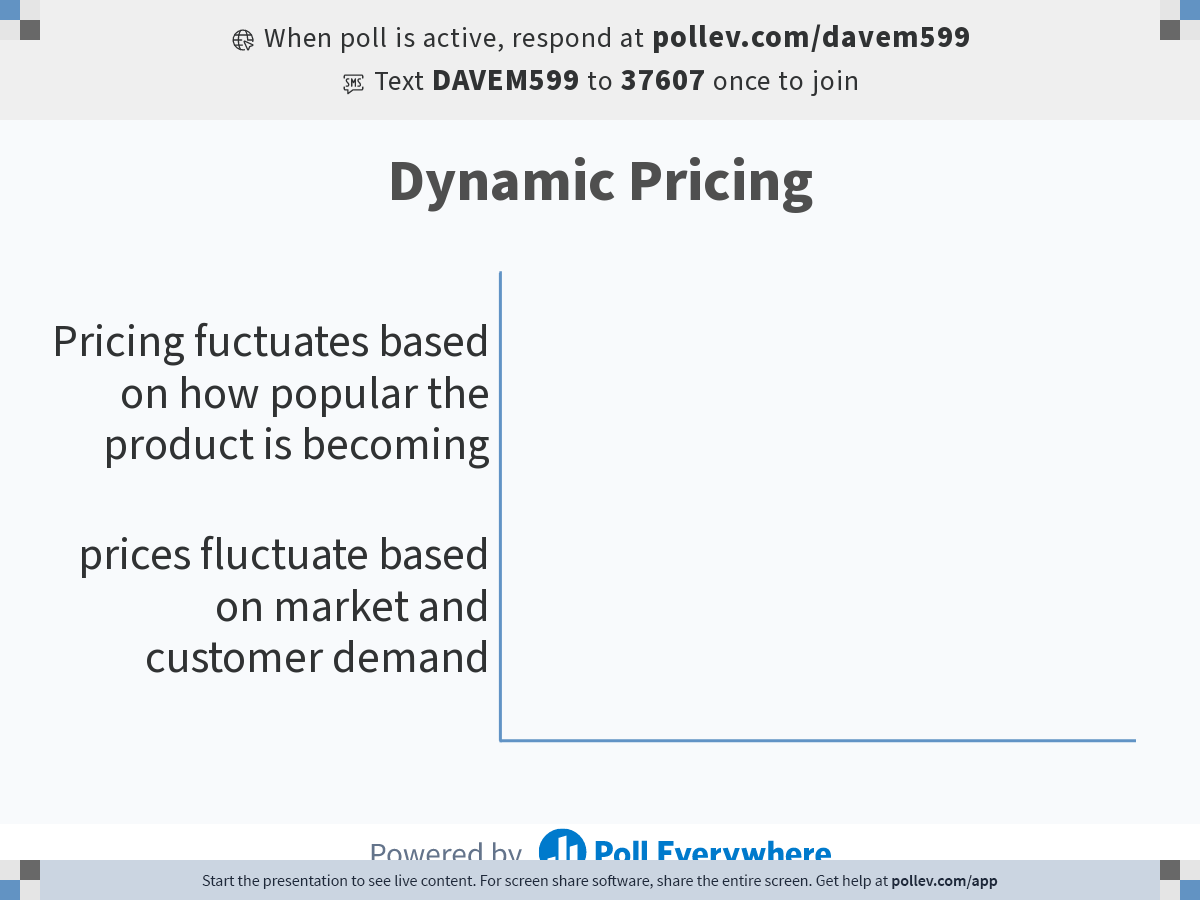 When poll is active, respond at pollev.com/davem599
SMS Text DAVEM599 to 37607 once to join
Dynamic Pricing
Pricing fuctuates based
on how popular the
product is becoming
prices fluctuate based
on market and
customer demand
Powered by Poll Everywhere
Start the presentation to see live content. For screen share software, share the entire screen. Get help at pollev.com/app